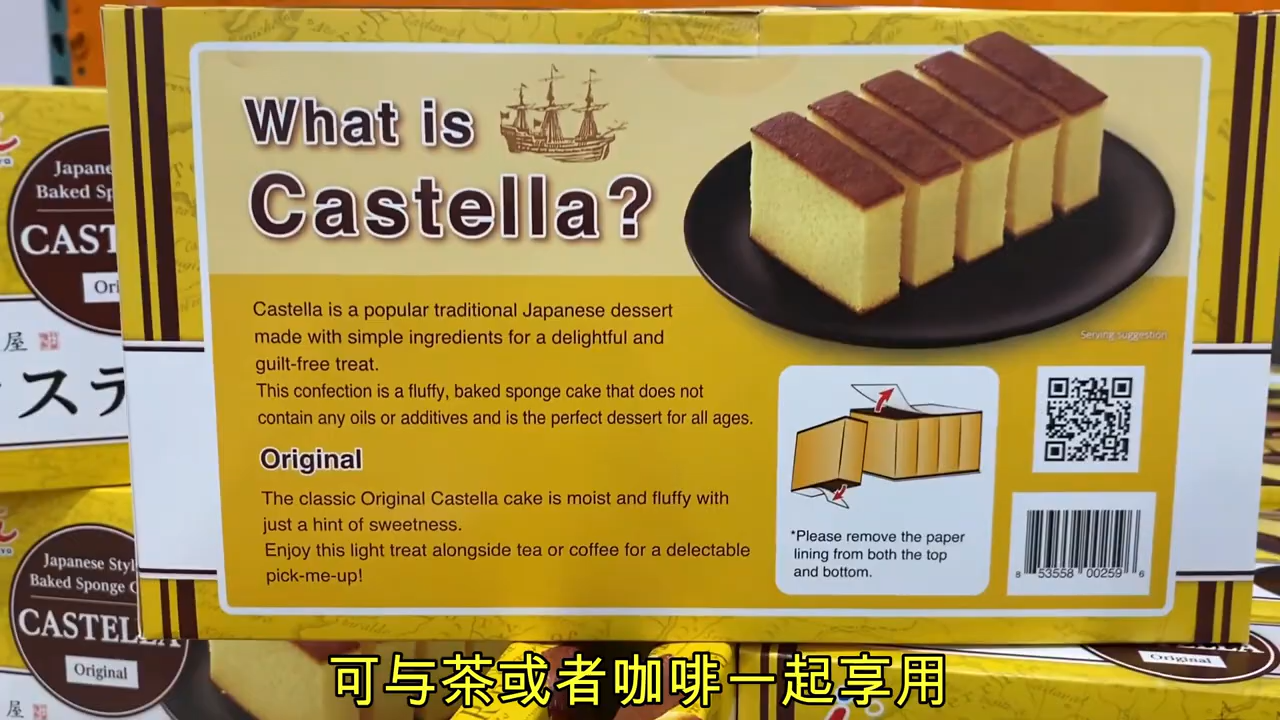 What is
Castella?
Castella is a popular traditional Japanese dessert
made with simple ingredients for a delightful and
guilt-free treat.
This confection is a fluffy, baked sponge cake that does not
contain any oils or additives and is the perfect dessert for all ages.
Original
The classic Original Castella cake is moist and fluffy with
just a hint of sweetness.
Enjoy this light treat alongside tea or coffee for a delectable
pick-me-up!
Serving suggestion
*Please remove the paper
lining from both the top
and bottom.
8 53558 00259 6
Japane
Baked Sp
CAST
Ori
屋
ステ
Japanese Styl
Baked Sponge C
CASTELLA
Original
屋
Original
可与茶或者咖啡一起享用